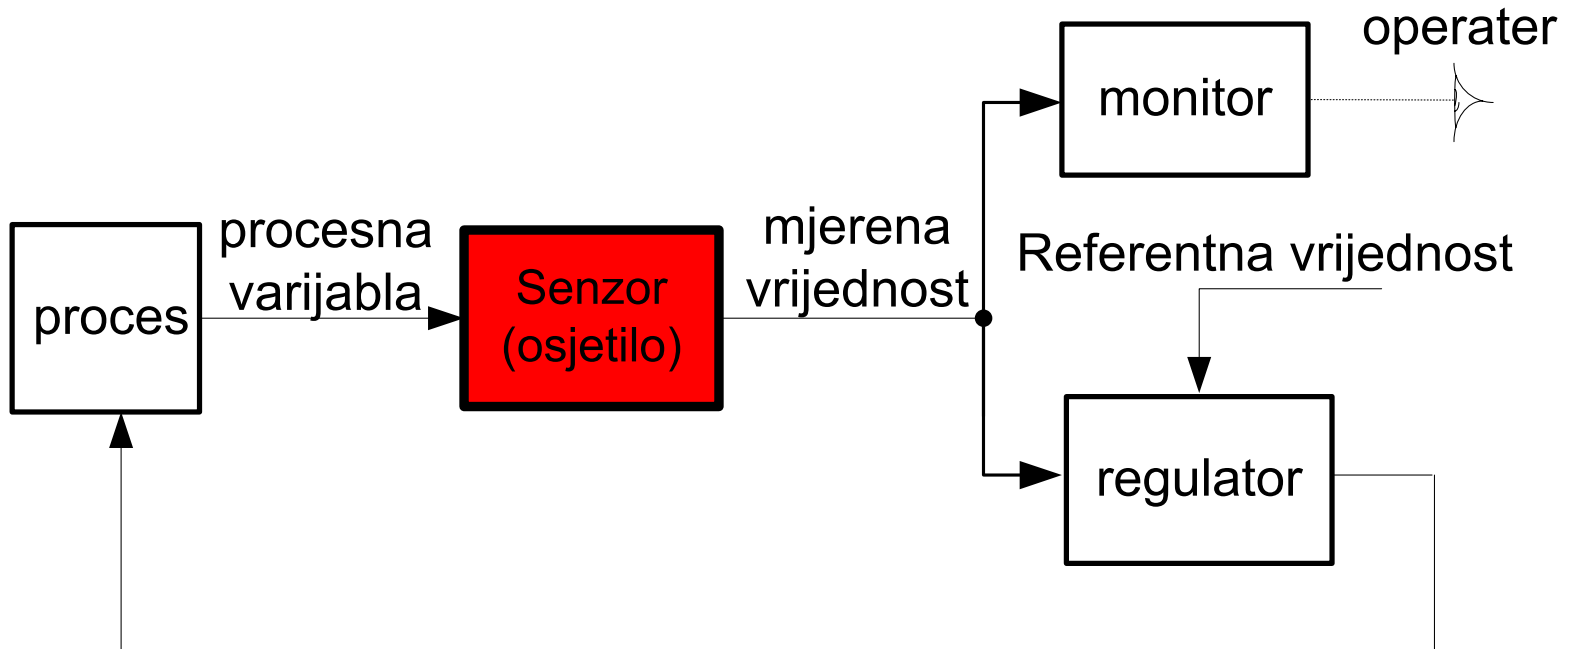 operater
monitor
procesna
varijabla
mjerena
vrijednost
Referentna vrijednost
proces
Senzor
(osjetilo)
regulator